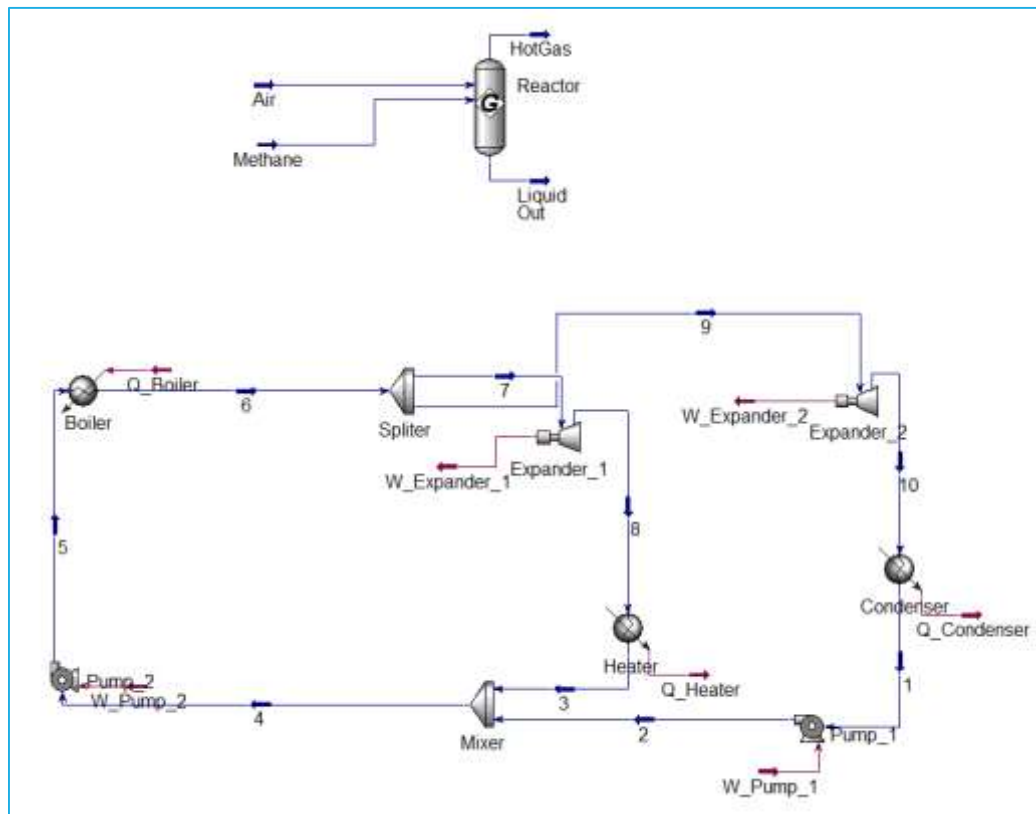 HotGas
Air
G
Reactor
Methane
Liquid
Out
9
Q_Boiler
7
6
Boiler
Spliter
W_Expander_2
Expander_2
W_Expander_1
Expander_1
10
8
5
Condenser
Q_Condenser
Heater
Q_Heater
Pump_2
W_Pump_2
4
3
2
1
Mixer
Pump_1
W_Pump_1